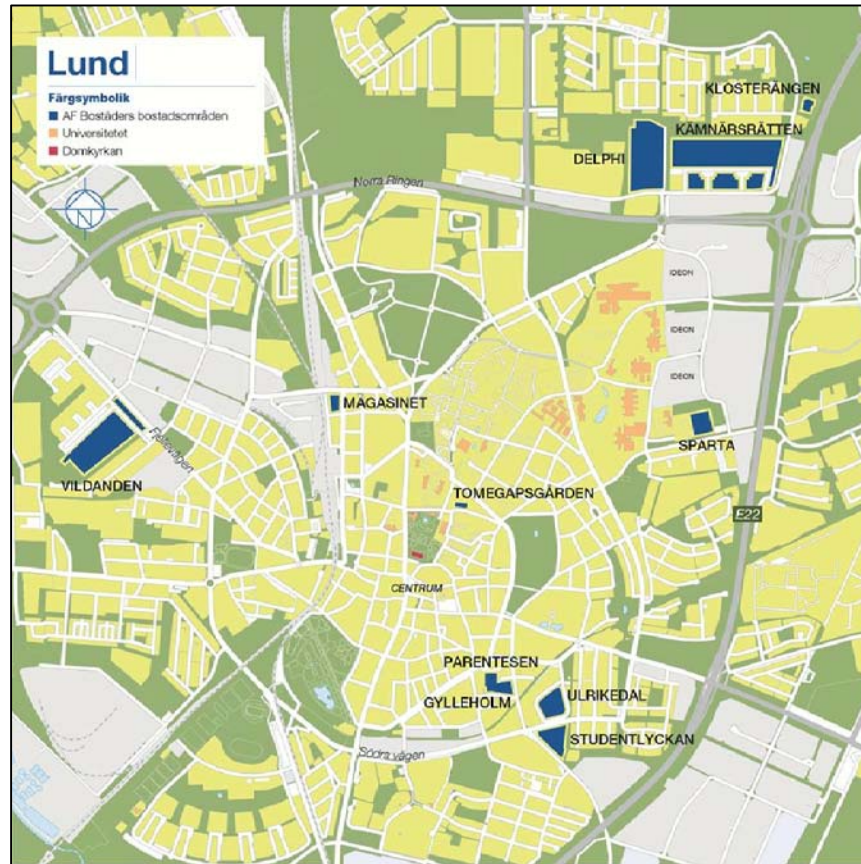 Lund
Färgsymbolik
AF Bostäders bostadsområden
Universitetet
Domkyrkan
N
KLOSTERÄNGEN
KÄMNÄRSRÄTTEN
DELPHI
Norra Ringen
IDEON
IDEON
IDEON
MAGASINET
SPARTA
Fjelievägen
VILDANDEN
TOMEGAPSGÅRDEN
E22
CENTRUM
PARENTESEN
GYLLEHOLM
ULRIKEDAL
STUDENTLYCKAN
Södra vägen